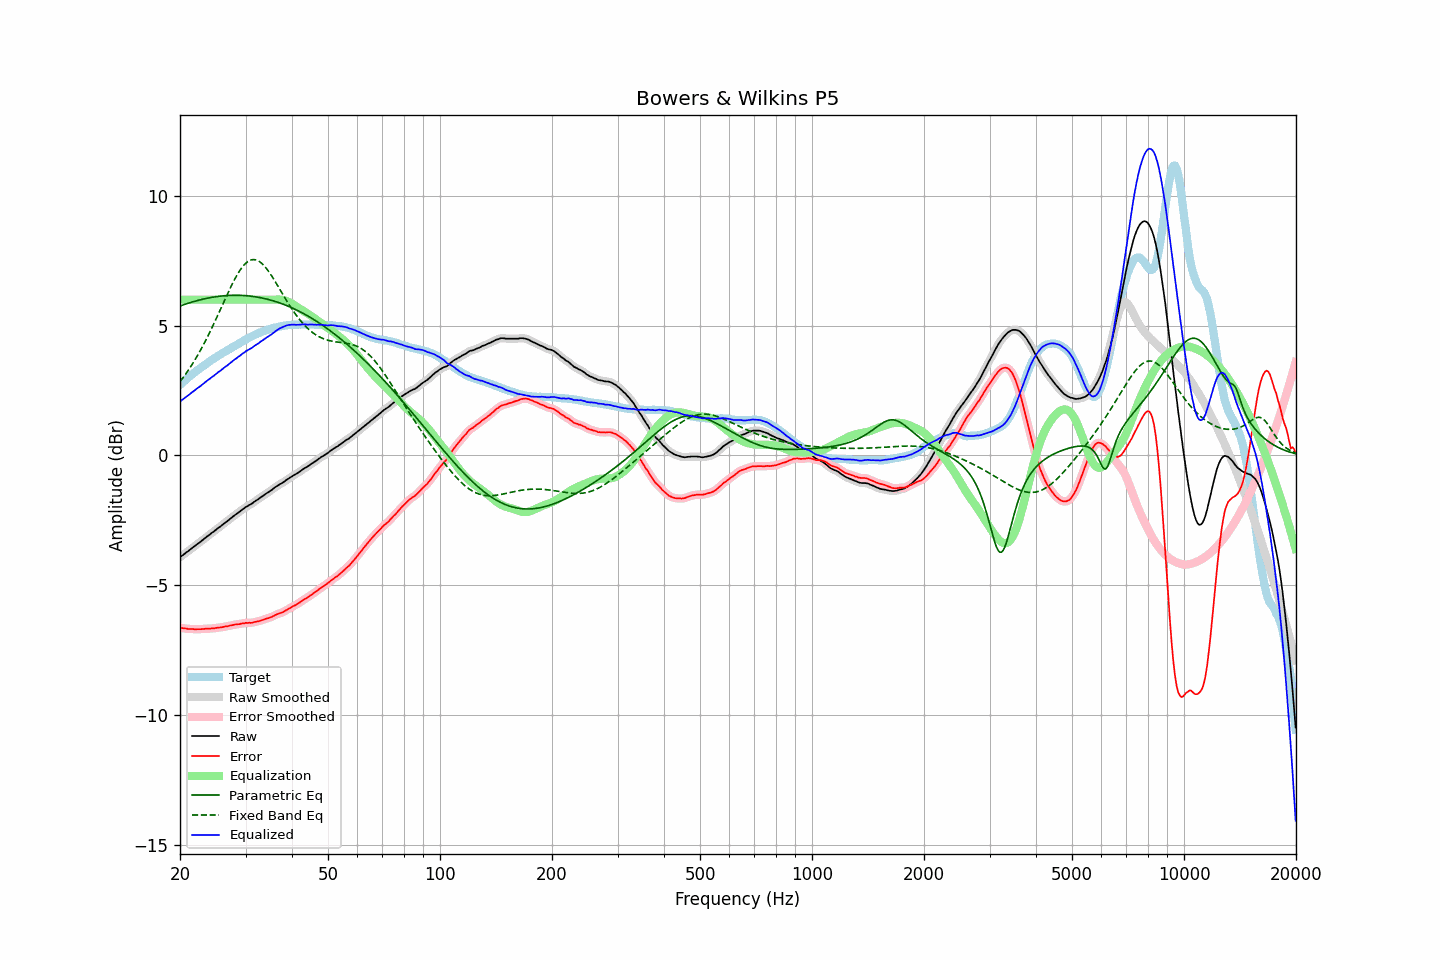 Bowers & Wilkins P5
Amplitude (dBr)
10
5
0
−5
−10
−15
Target
Raw Smoothed
Error Smoothed
Raw
Error
Equalization
Parametric Eq
Fixed Band Eq
Equalized
20 50 100 200 500 1000 2000 5000 10000 20000
Frequency (Hz)